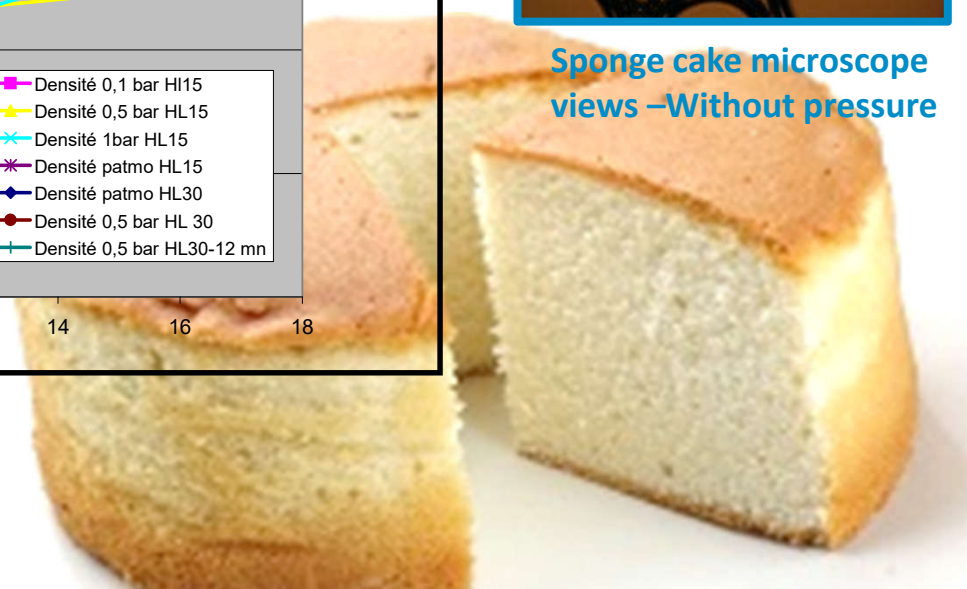 Sponge cake microscope
views –Without pressure
Densité 0,1 bar Hl15
Densité 0,5 bar HL15
Densité 1bar HL15
Densité patmo HL15
Densité patmo HL30
Densité 0,5 bar HL 30
Densité 0,5 bar HL30-12 mn
14 16 18